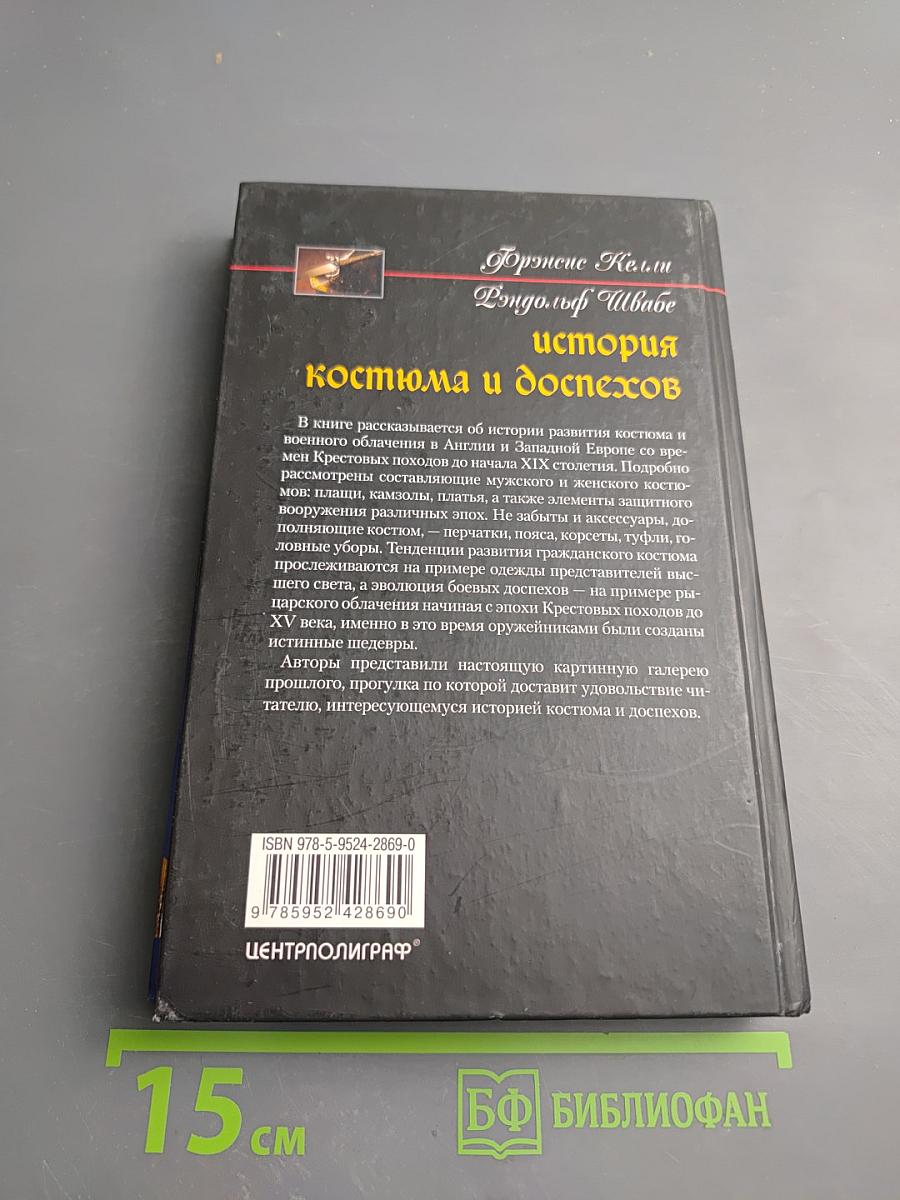 Фрэнсис Келли
Рэндольф Швабе
история
костюма и доспехов
В книге рассказывается об истории развития костюма и
военного облачения в Англии и Западной Европе со вре-
мен Крестовых походов до начала XIX столетия. Подробно
рассмотрены составляющие мужского и женского костю-
мов: плащи, камзолы, платья, а также элементы защитного
вооружения различных эпох. Не забыты и аксессуары, до-
полняющие костюм, — перчатки, пояса, корсеты, туфли, го-
ловные уборы. Тенденции развития гражданского костюма
прослеживаются на примере одежды представителей выс-
шего света, а эволюция боевых доспехов — на примере ры-
царского облачения начиная с эпохи Крестовых походов до
XV века, именно в это время оружейниками были созданы
истинные шедевры.
Авторы представили настоящую картинную галерею
прошлого, прогулка по которой доставит удовольствие чи-
тателю, интересующемуся историей костюма и доспехов.
ISBN 978-5-9524-2869-0
9 785952 428690
ЦЕНТРПОЛИГРАФ®
15 см
БФ БИБЛИОФАН